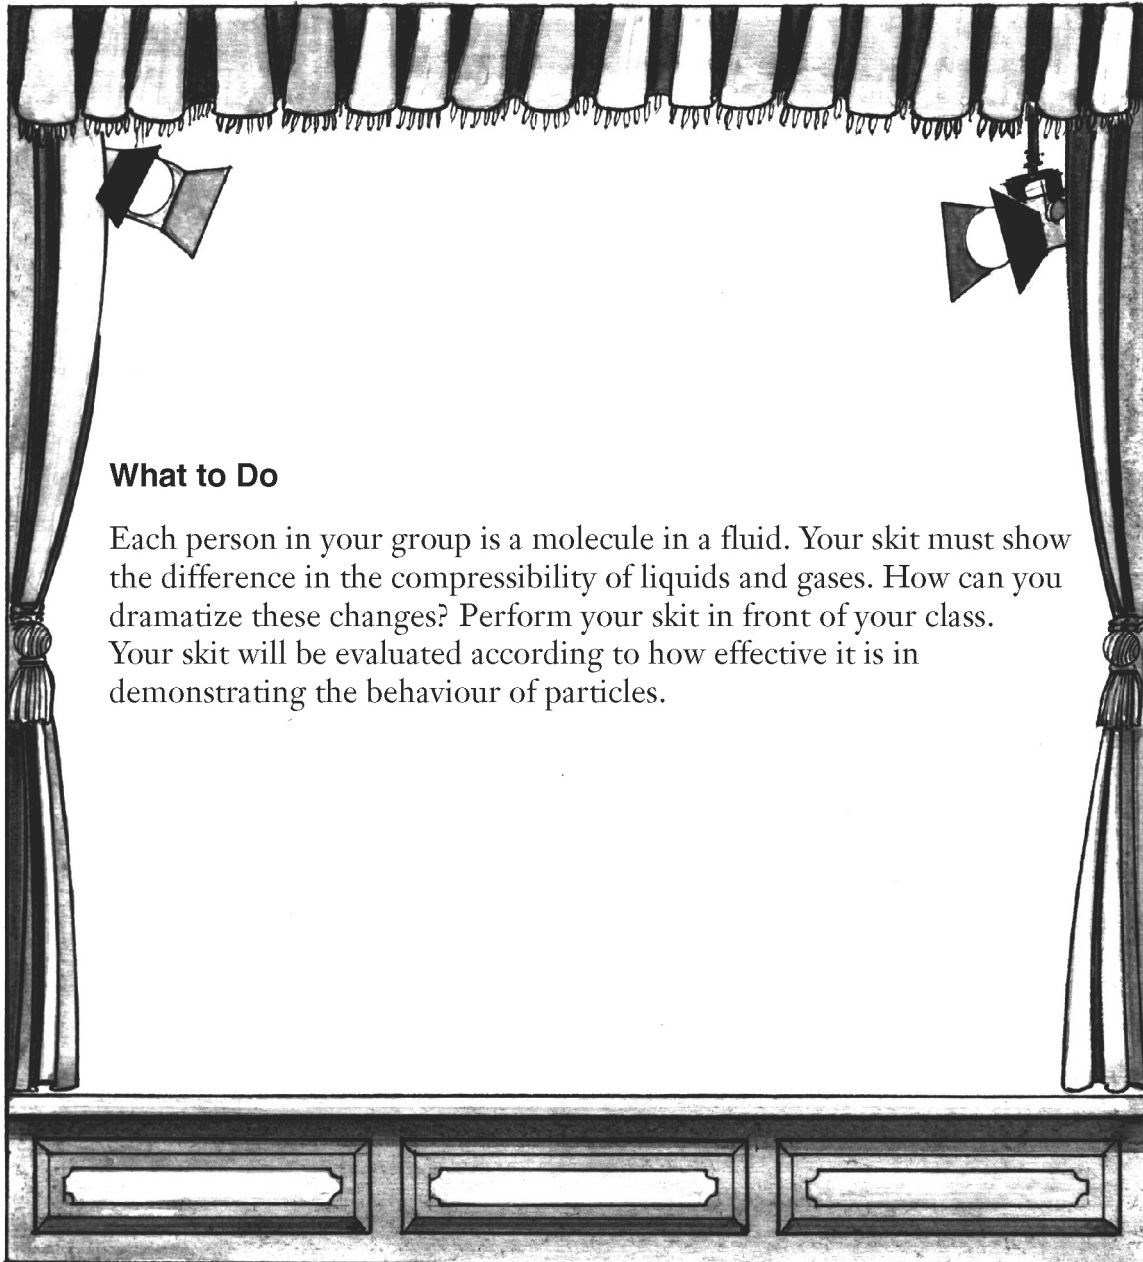 What to Do
Each person in your group is a molecule in a fluid. Your skit must show
the difference in the compressibility of liquids and gases. How can you
dramatize these changes? Perform your skit in front of your class.
Your skit will be evaluated according to how effective it is in
demonstrating the behaviour of particles.